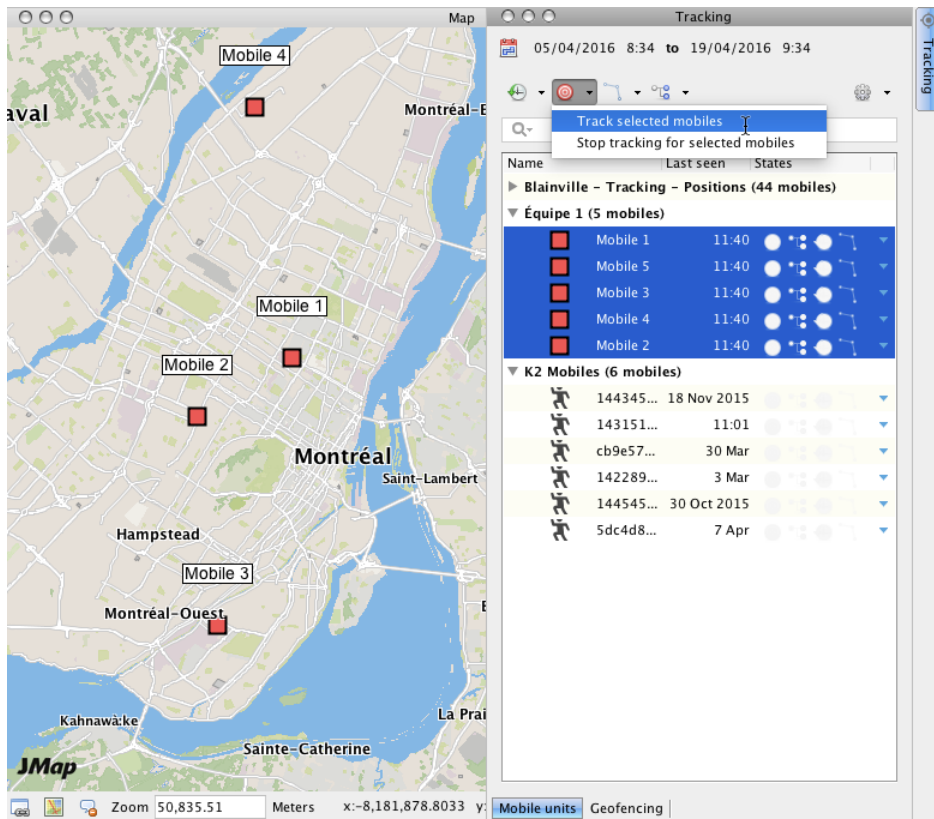 Map
Mobile 4
aval
Montréal-E
Mobile 1
Mobile 2
Montréal
Saint-Lambert
Hampstead
Mobile 3
Montréal-Ouest
Kahnawà:ke
La Prai
Sainte-Catherine
JMap
Zoom 50,835.51 Meters x:-8,181,878.8033 y:
Tracking
05/04/2016 8:34 to 19/04/2016 9:34
Track selected mobiles
Stop tracking for selected mobiles
Name Last seen States
Blainville - Tracking - Positions (44 mobiles)
Équipe 1 (5 mobiles)
Mobile 1 11:40
Mobile 5 11:40
Mobile 3 11:40
Mobile 4 11:40
Mobile 2 11:40
K2 Mobiles (6 mobiles)
144345... 18 Nov 2015
143151... 11:01
cb9e57... 30 Mar
142289... 3 Mar
144545... 30 Oct 2015
5dc4d8... 7 Apr
Mobile units Geofencing
Tracking